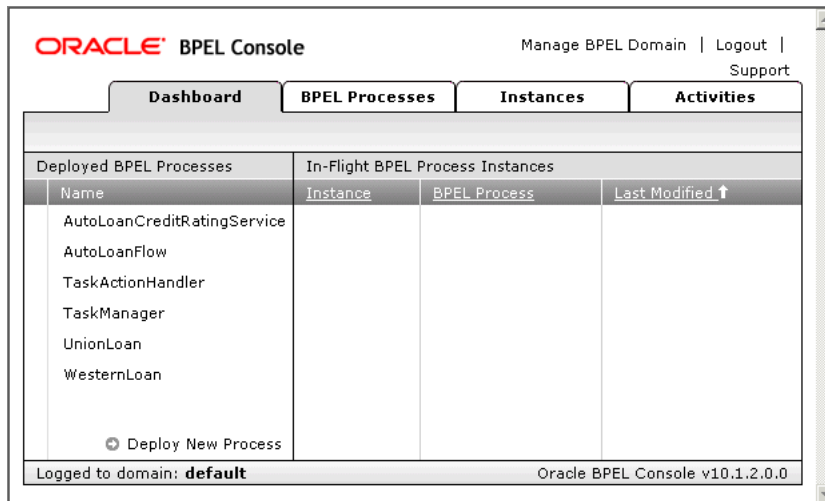 ORACLE BPEL Console
Manage BPEL Domain | Logout |
Support
Dashboard BPEL Processes Instances Activities
Deployed BPEL Processes In-Flight BPEL Process Instances
Name Instance BPEL Process Last Modified
AutoLoanCreditRatingService
AutoLoanFlow
TaskActionHandler
TaskManager
UnionLoan
WesternLoan
Deploy New Process
Logged to domain: default Oracle BPEL Console v10.1.2.0.0